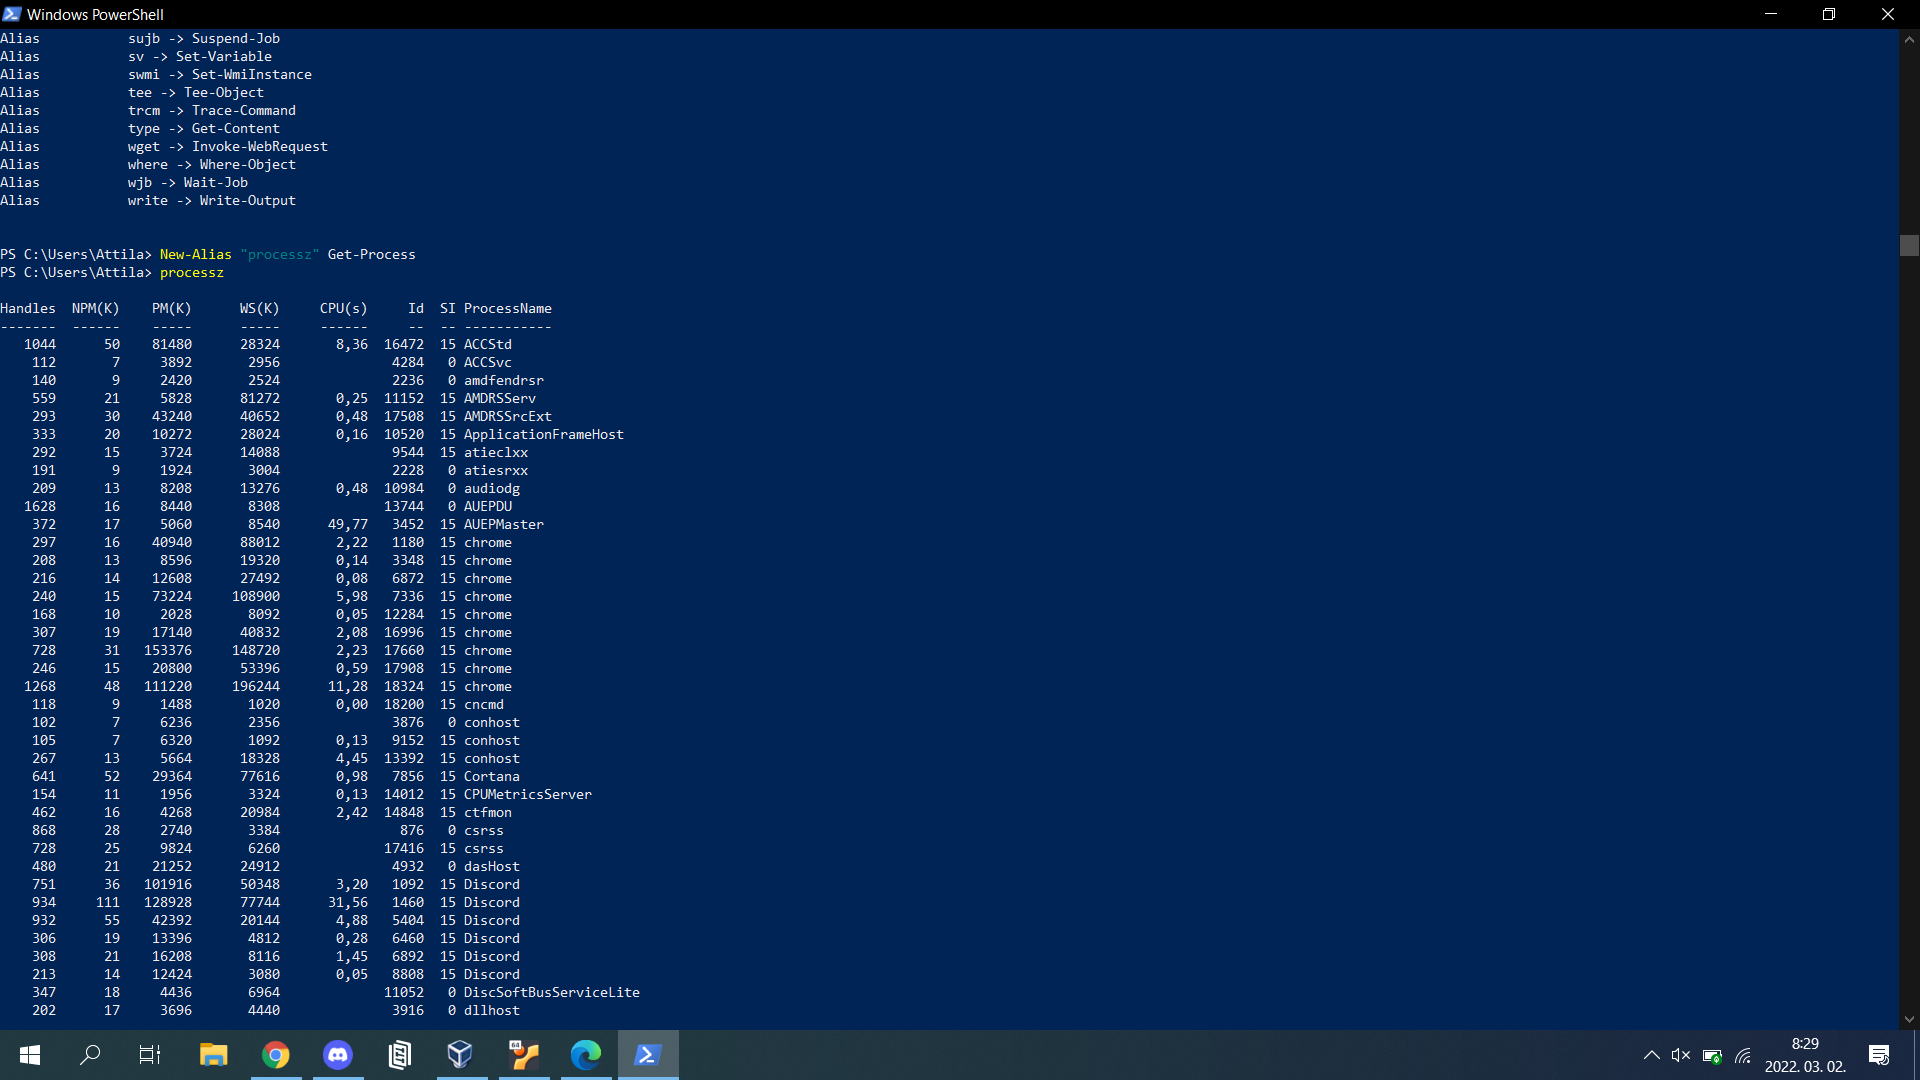 Windows PowerShell
Alias           sujb -> Suspend-Job
Alias           sv -> Set-Variable
Alias           swmi -> Set-WmiInstance
Alias           tee -> Tee-Object
Alias           trcm -> Trace-Command
Alias           type -> Get-Content
Alias           wget -> Invoke-WebRequest
Alias           where -> Where-Object
Alias           wjb -> Wait-Job
Alias           write -> Write-Output
PS C:\Users\Attila> New-Alias "processz" Get-Process
PS C:\Users\Attila> processz
Handles  NPM(K)    PM(K)      WS(K)     CPU(s)     Id  SI ProcessName
-------  ------    -----      -----     ------     --  -- -----------
   1044      50    81480      28324       8,36  16472  15 ACCStd
    112       7     3892       2956               4284   0 ACCSvc
    140       9     2420       2524               2236   0 amdfendrsr
    559      21     5828      81272       0,25  11152  15 AMDRSServ
    293      30    43240      40652       0,48  17508  15 AMDRSSrcExt
    333      20    10272      28024       0,16  10520  15 ApplicationFrameHost
    292      15     3724      14088               9544  15 atieclxx
    191       9     1924       3004               2228   0 atiesrxx
    209      13     8208      13276       0,48  10984   0 audiodg
   1628      16     8440       8308              13744   0 AUEPDU
    372      17     5060       8540      49,77   3452  15 AUEPMaster
    297      16    40940      88012       2,22   1180  15 chrome
    208      13     8596      19320       0,14   3348  15 chrome
    216      14    12608      27492       0,08   6872  15 chrome
    240      15    73224     108900       5,98   7336  15 chrome
    168      10     2028       8092       0,05  12284  15 chrome
    307      19    17140      40832       2,08  16996  15 chrome
    728      31   153376     148720       2,23  17660  15 chrome
    246      15    20800      53396       0,59  17908  15 chrome
   1268      48   111220     196244      11,28  18324  15 chrome
    118       9     1488       1020       0,00  18200  15 cncmd
    102       7     6236       2356               3876   0 conhost
    105       7     6320       1092       0,13   9152  15 conhost
    267      13     5664      18328       4,45  13392  15 conhost
    641      52    29364      77616       0,98   7856  15 Cortana
    154      11     1956       3324       0,13  14012  15 CPUMetricsServer
    462      16     4268      20984       2,42  14848  15 ctfmon
    868      28     2740       3384                876   0 csrss
    728      25     9824       6260              17416  15 csrss
    480      21    21252      24912               4932   0 dasHost
    751      36   101916      50348       3,20   1092  15 Discord
    934     111   128928      77744      31,56   1460  15 Discord
    932      55    42392      20144       4,88   5404  15 Discord
    306      19    13396       4812       0,28   6460  15 Discord
    308      21    16208       8116       1,45   6892  15 Discord
    213      14    12424       3080       0,05   8808  15 Discord
    347      18     4436       6964              11052   0 DiscSoftBusServiceLite
    202      17     3696       4440               3916   0 dllhost
64
8:29
2022. 03. 02.